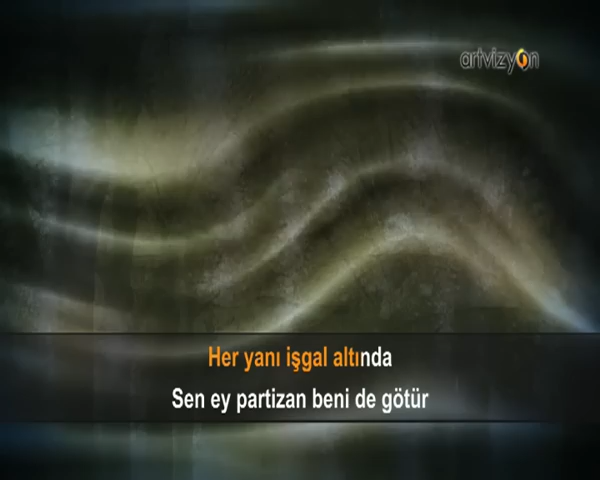 artvizyon
Her yanı işgal altında
Sen ey partizan beni de götür